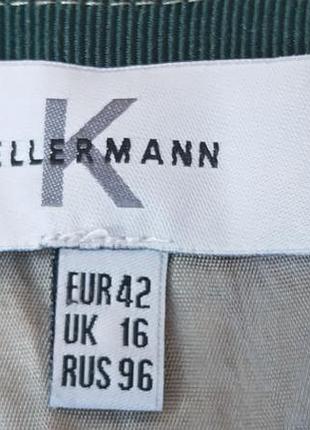 K
ELLERMANN
EUR 42
UK 16
RUS 96